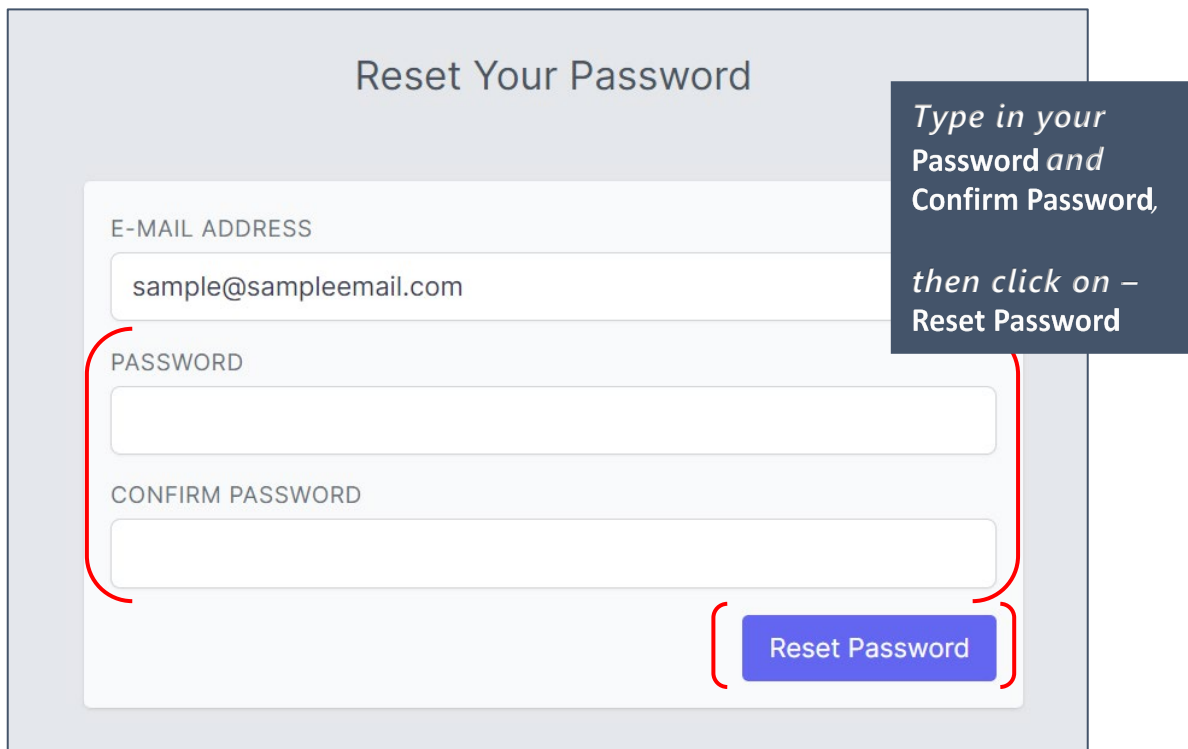 Reset Your Password
Type in your
Password and
Confirm Password,
then click on –
Reset Password
E-MAIL ADDRESS
sample@sampleemail.com
PASSWORD
CONFIRM PASSWORD
Reset Password